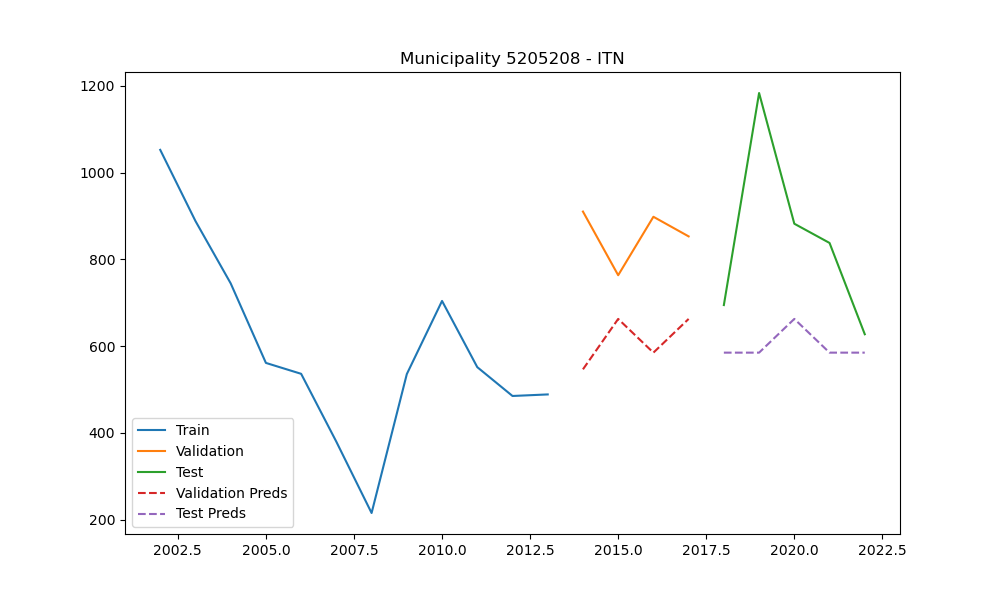 Municipality 5205208 - ITN
1200
1000
800
600
400
200
Train
Validation
Test
Validation Preds
Test Preds
2002.5 2005.0 2007.5 2010.0 2012.5 2015.0 2017.5 2020.0 2022.5